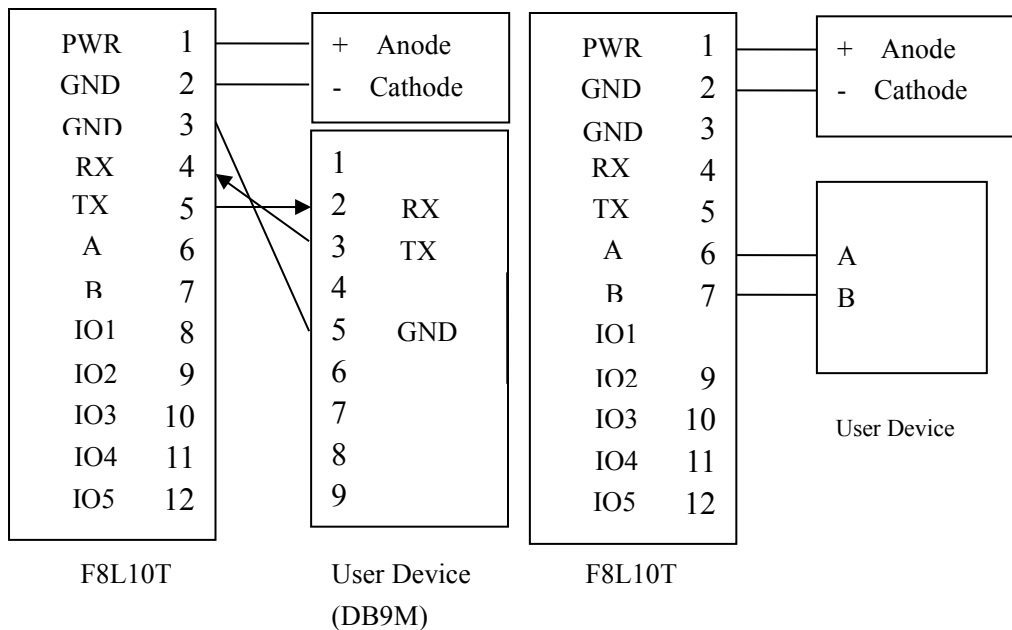 PWR 1
GND 2
GND 3
RX 4
TX 5
A 6
B 7
IO1 8
IO2 9
IO3 10
IO4 11
IO5 12
F8L10T
+ Anode
- Cathode
1
2 RX
3 TX
4
5 GND
6
7
8
9
User Device
(DB9M)
PWR 1
GND 2
GND 3
RX 4
TX 5
A 6
B 7
IO1
IO2 9
IO3 10
IO4 11
IO5 12
F8L10T
+ Anode
- Cathode
A
B
User Device